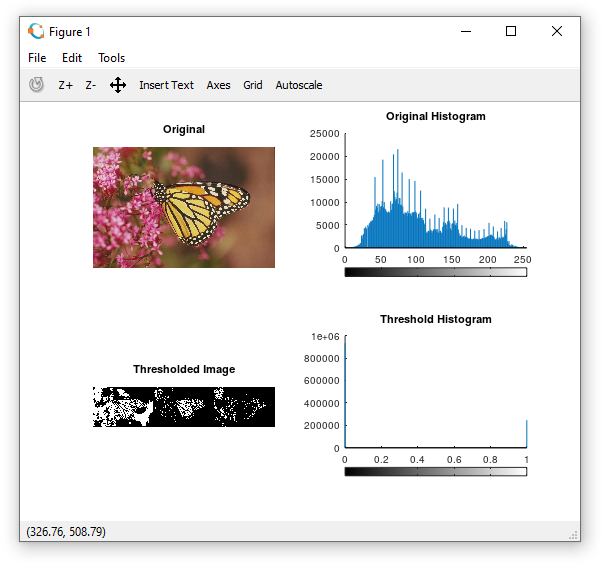 Figure 1
File Edit Tools
Z+ Z- Insert Text Axes Grid Autoscale
Original
Original Histogram
25000
20000
15000
10000
5000
0
0 50 100 150 200 250
Thresholded Image
Threshold Histogram
1e+06
800000
600000
400000
200000
0
0 0.2 0.4 0.6 0.8 1
(326.76, 508.79)